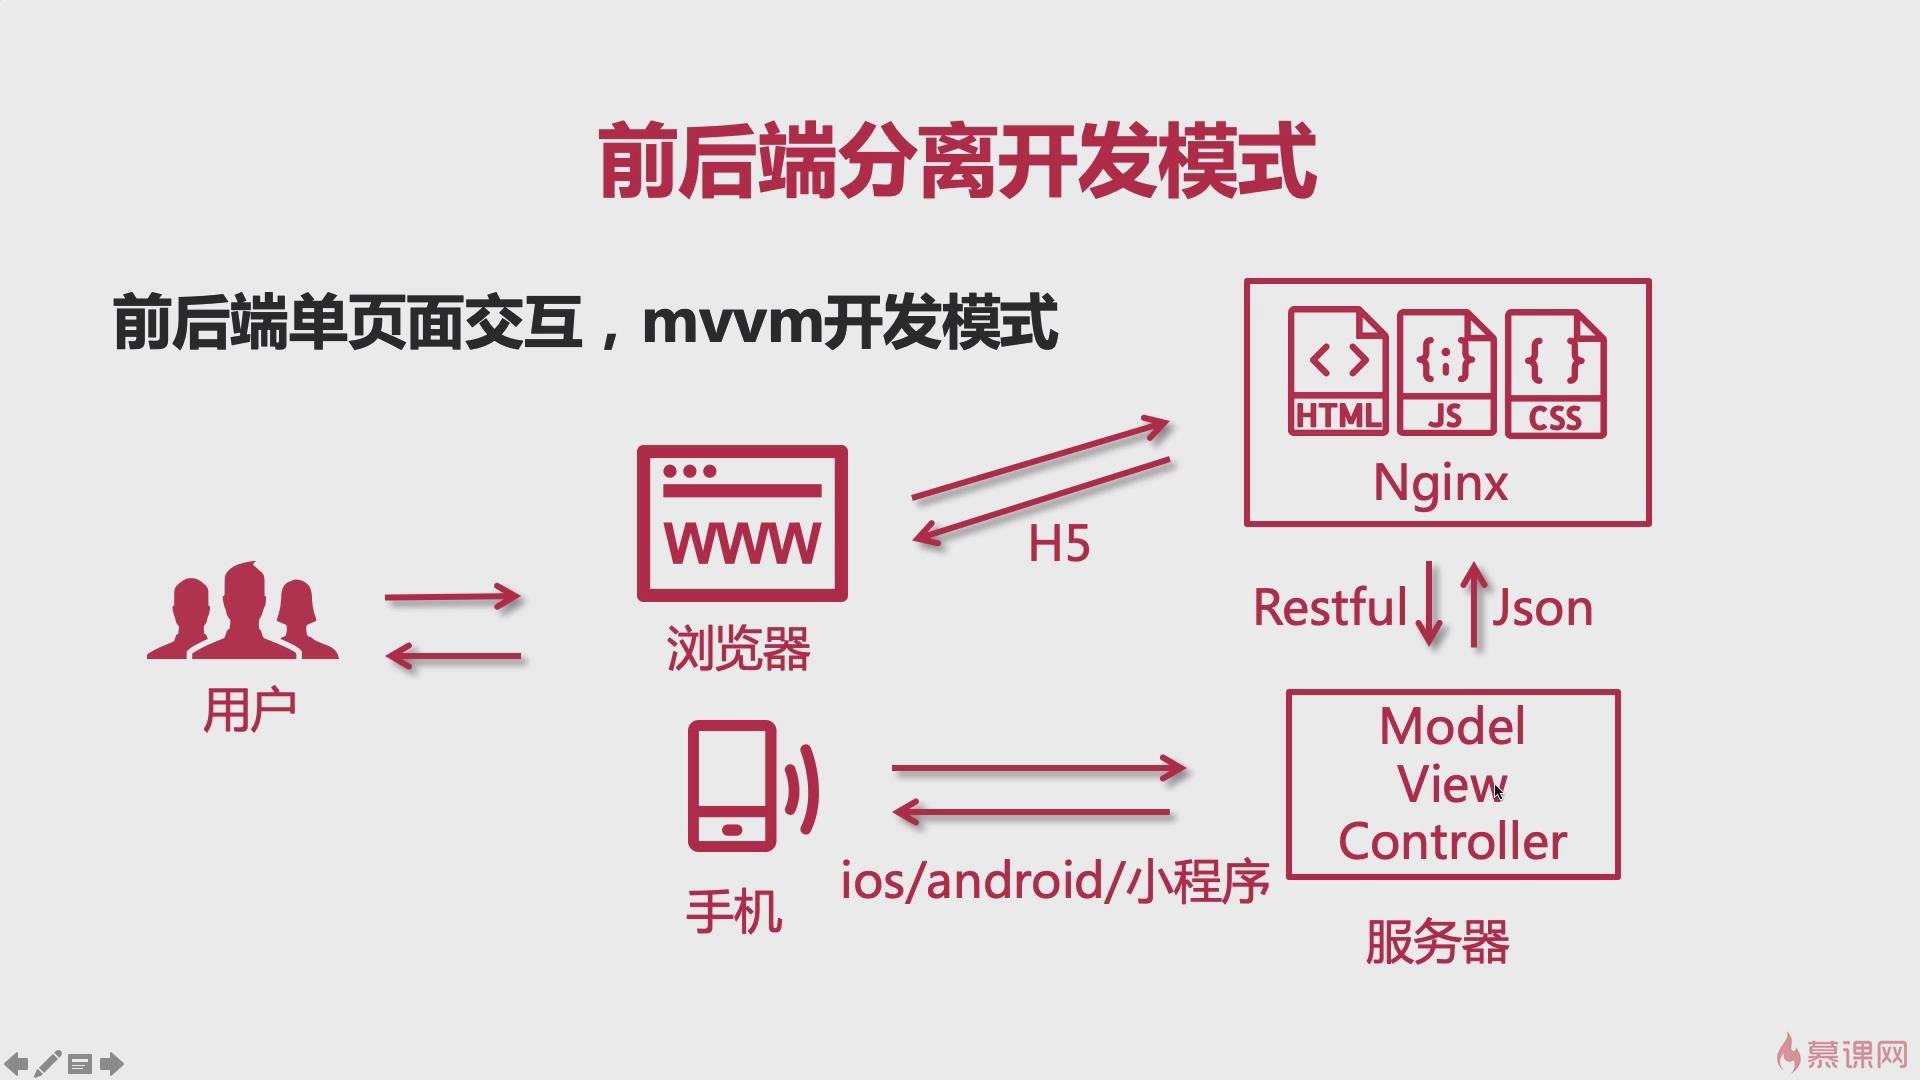 前后端分离开发模式
前后端单页面交互，mvvm开发模式
HTML
JS
CSS
Nginx
WWW
浏览器
H5
用户
Restful
Json
手机
ios/android/小程序
Model
View
Controller
服务器
慕课网